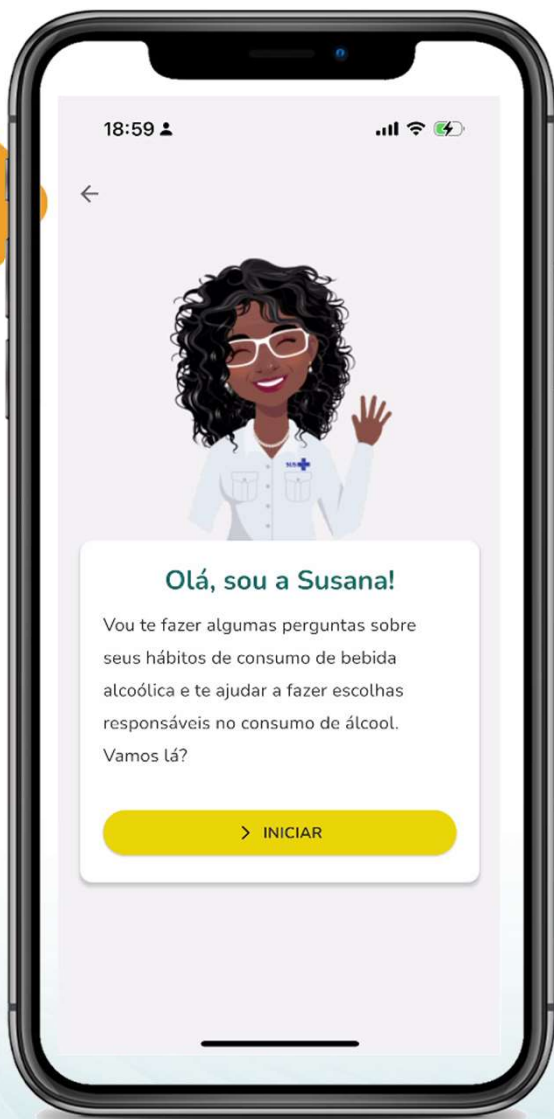 18:59
SUS
Olá, sou a Susana!
Vou te fazer algumas perguntas sobre
seus hábitos de consumo de bebida
alcoólica e te ajudar a fazer escolhas
responsáveis no consumo de álcool.
Vamos lá?
INICIAR